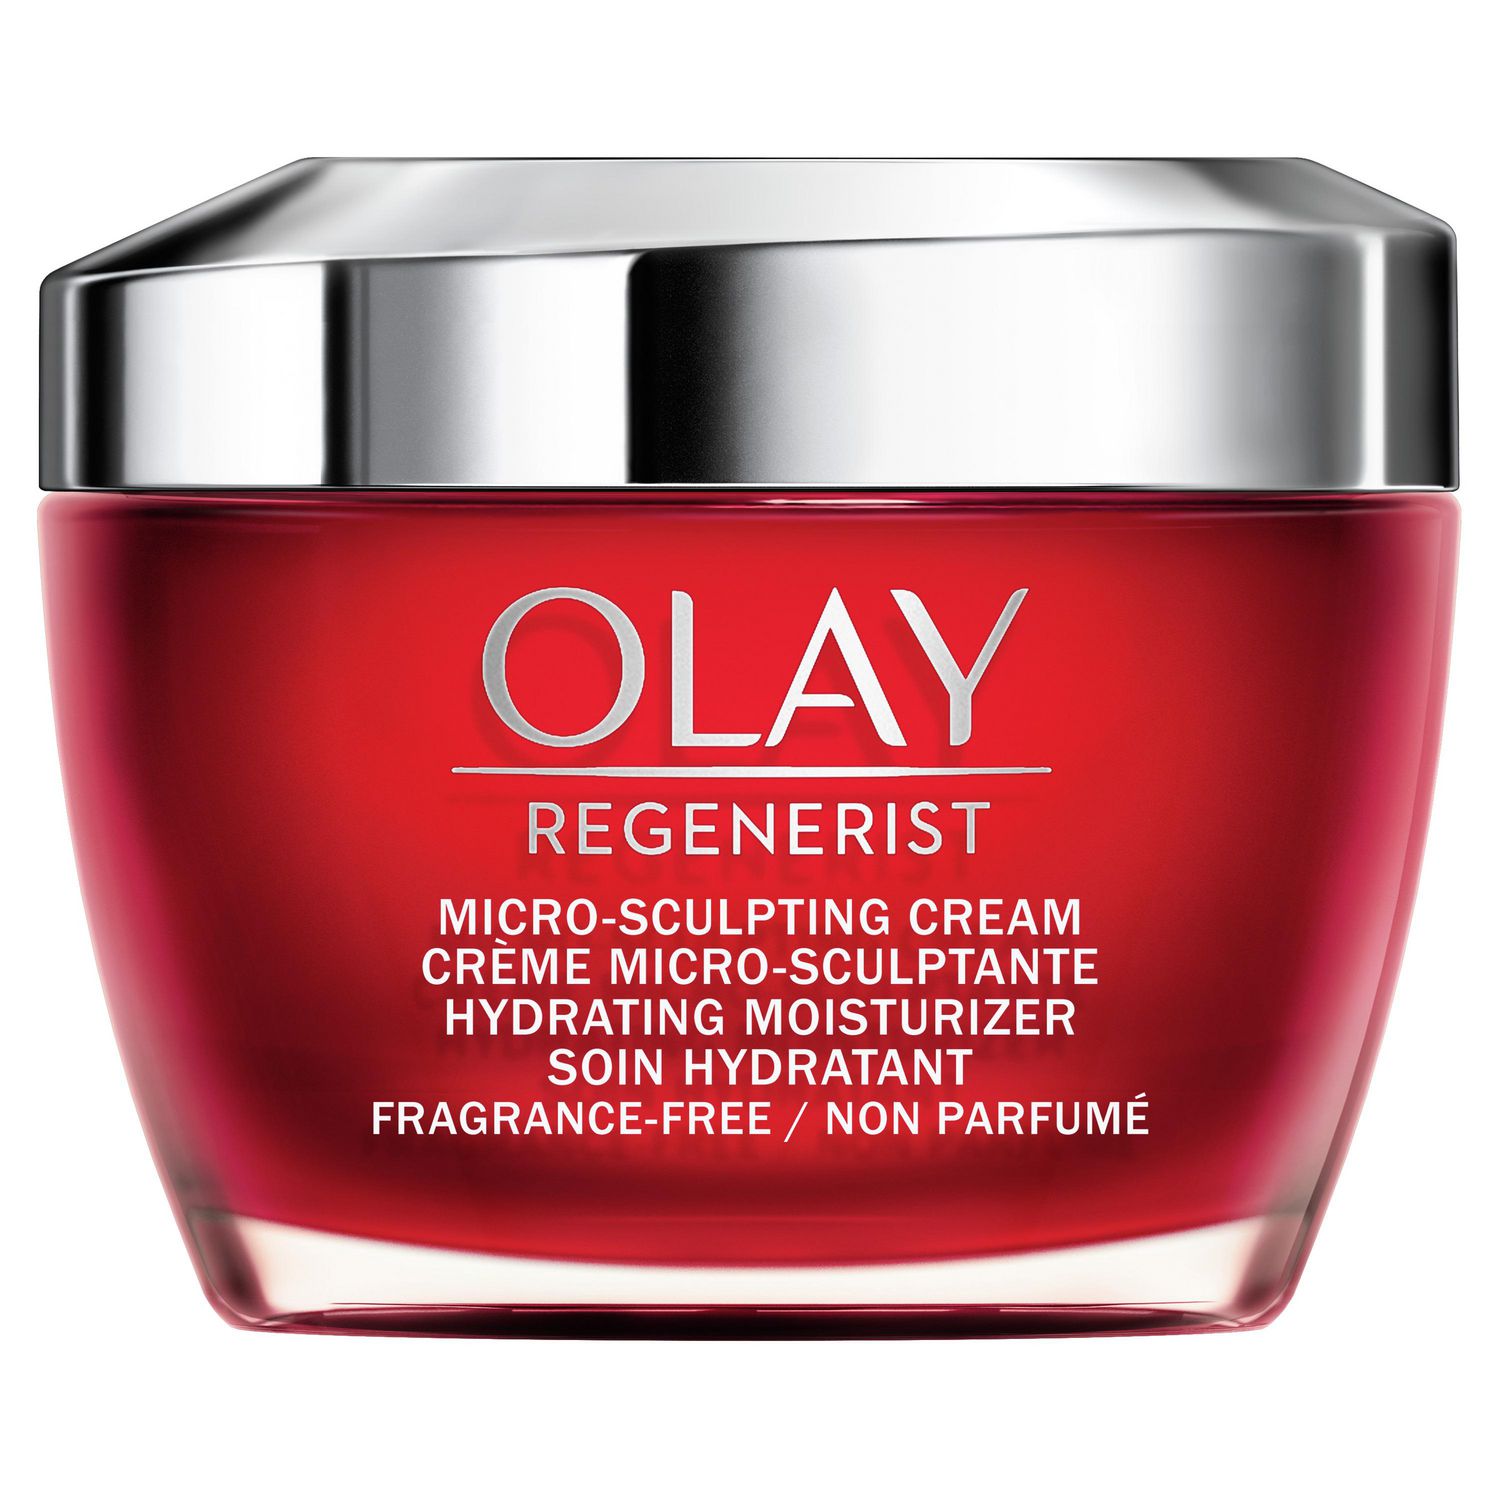 OLAY
REGENERIST
MICRO-SCULPTING CREAM
CRÈME MICRO-SCULPTANTE
HYDRATING MOISTURIZER
SOIN HYDRATANT
FRAGRANCE-FREE / NON PARFUMÉ